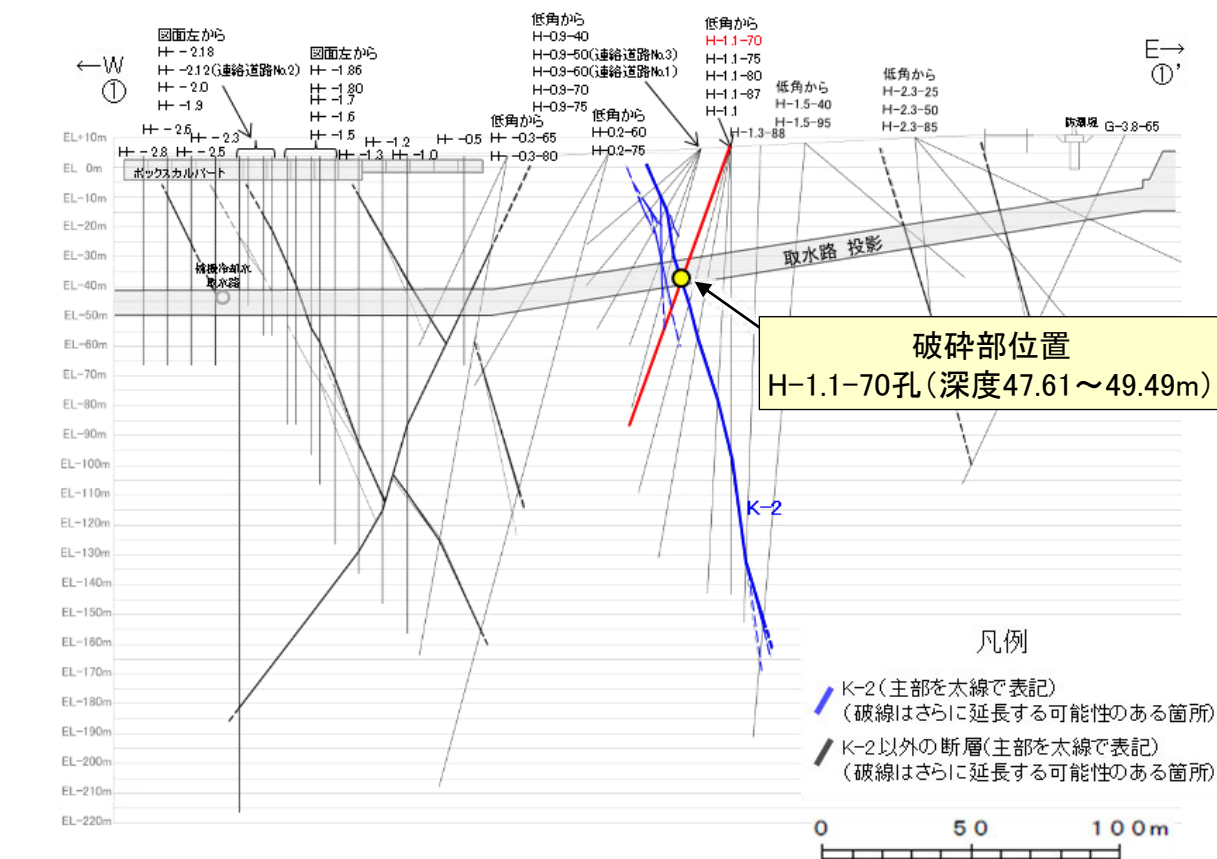 ←W
①
図面左から
H- -2.18
H- -2.12(連絡道路No.2)
H- -2.0
H- -1.9
図面左から
H- -1.86
H- -1.80
H- -1.7
H- -1.6
H- -1.5
低角から
H-0.9-40
H-0.9-50(連絡道路No.3)
H-0.9-60(連絡道路No.1)
H-0.9-70
H-0.9-75
低角から
H-1.1-70
H-1.1-75
H-1.1-80
H-1.1-87
H-1.1
H-1.3-88
低角から
H-1.5-40
H-1.5-95
低角から
H-2.3-25
H-2.3-50
H-2.3-85
E→
①'
防潮堤
G-3.8-65
H- -2.6
H- -2.3
H- -2.8
H- -2.5
H- -1.2
H- -1.3
H- -1.0
H- -0.5
低角から
H- -0.3-65
H- -0.3-80
低角から
H-0.2-60
H-0.2-75
ボックスカルバート
補機冷却水
取水路
取水路 投影
破砕部位置
H-1.1-70孔(深度47.61～49.49m)
K-2
EL+10m
EL 0m
EL-10m
EL-20m
EL-30m
EL-40m
EL-50m
EL-60m
EL-70m
EL-80m
EL-90m
EL-100m
EL-110m
EL-120m
EL-130m
EL-140m
EL-150m
EL-160m
EL-170m
EL-180m
EL-190m
EL-200m
EL-210m
EL-220m
凡例
K-2(主部を太線で表記)
(破線はさらに延長する可能性のある箇所)
K-2以外の断層(主部を太線で表記)
(破線はさらに延長する可能性のある箇所)
0 50 100m